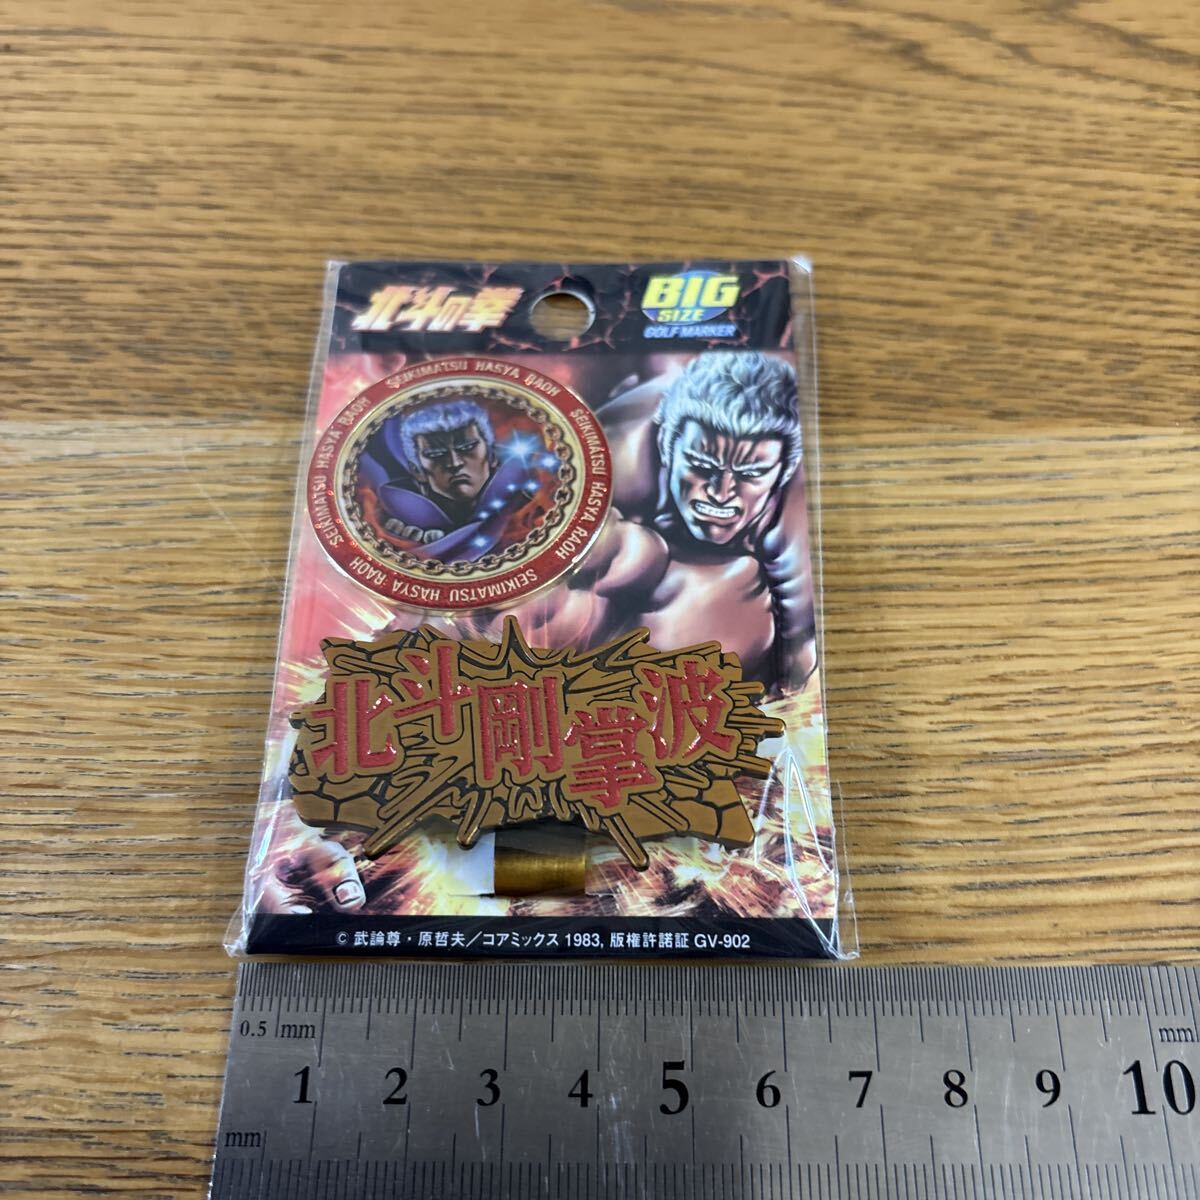 北斗の拳
BIG
SIZE
GOLF MARKER
SEIKIMATSU HASYA RAOH SEIKIMATSU HASYA RAOH SEIKIMATSU HASYA RAOH SEIKIMATSU HASYA RAOH
北斗剛掌波
© 武論尊・原哲夫／コアミックス 1983, 版権許諾証 GV-902
0.5 mm mm
1 2 3 4 5 6 7 8 9 10
mm